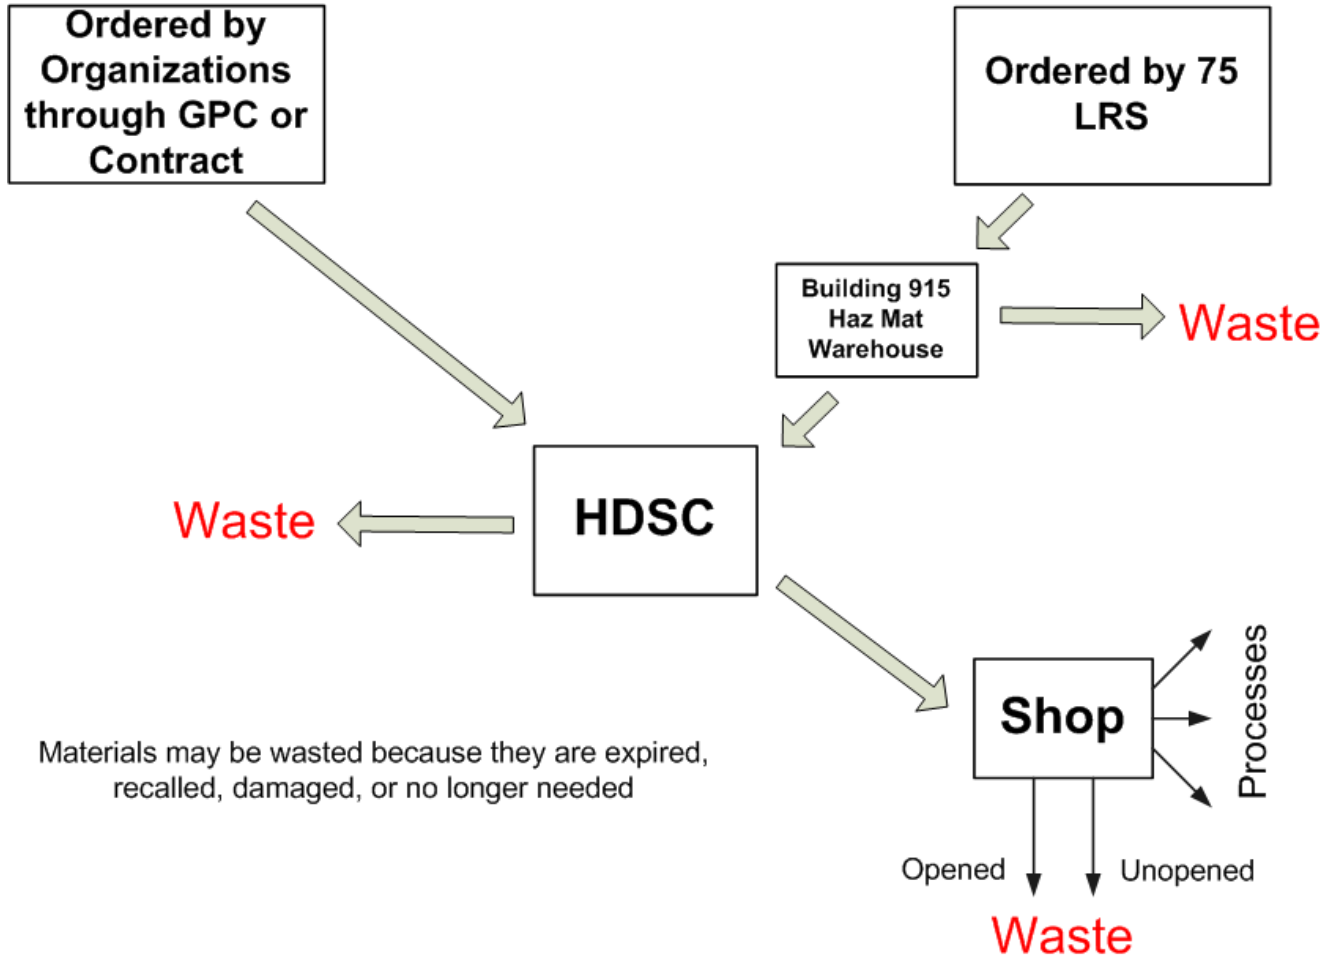 Ordered by
Organizations
through GPC or
Contract
Ordered by 75
LRS
Building 915
Haz Mat
Warehouse
Waste
HDSC
Waste
Shop
Processes
Materials may be wasted because they are expired,
recalled, damaged, or no longer needed
Opened
Unopened
Waste